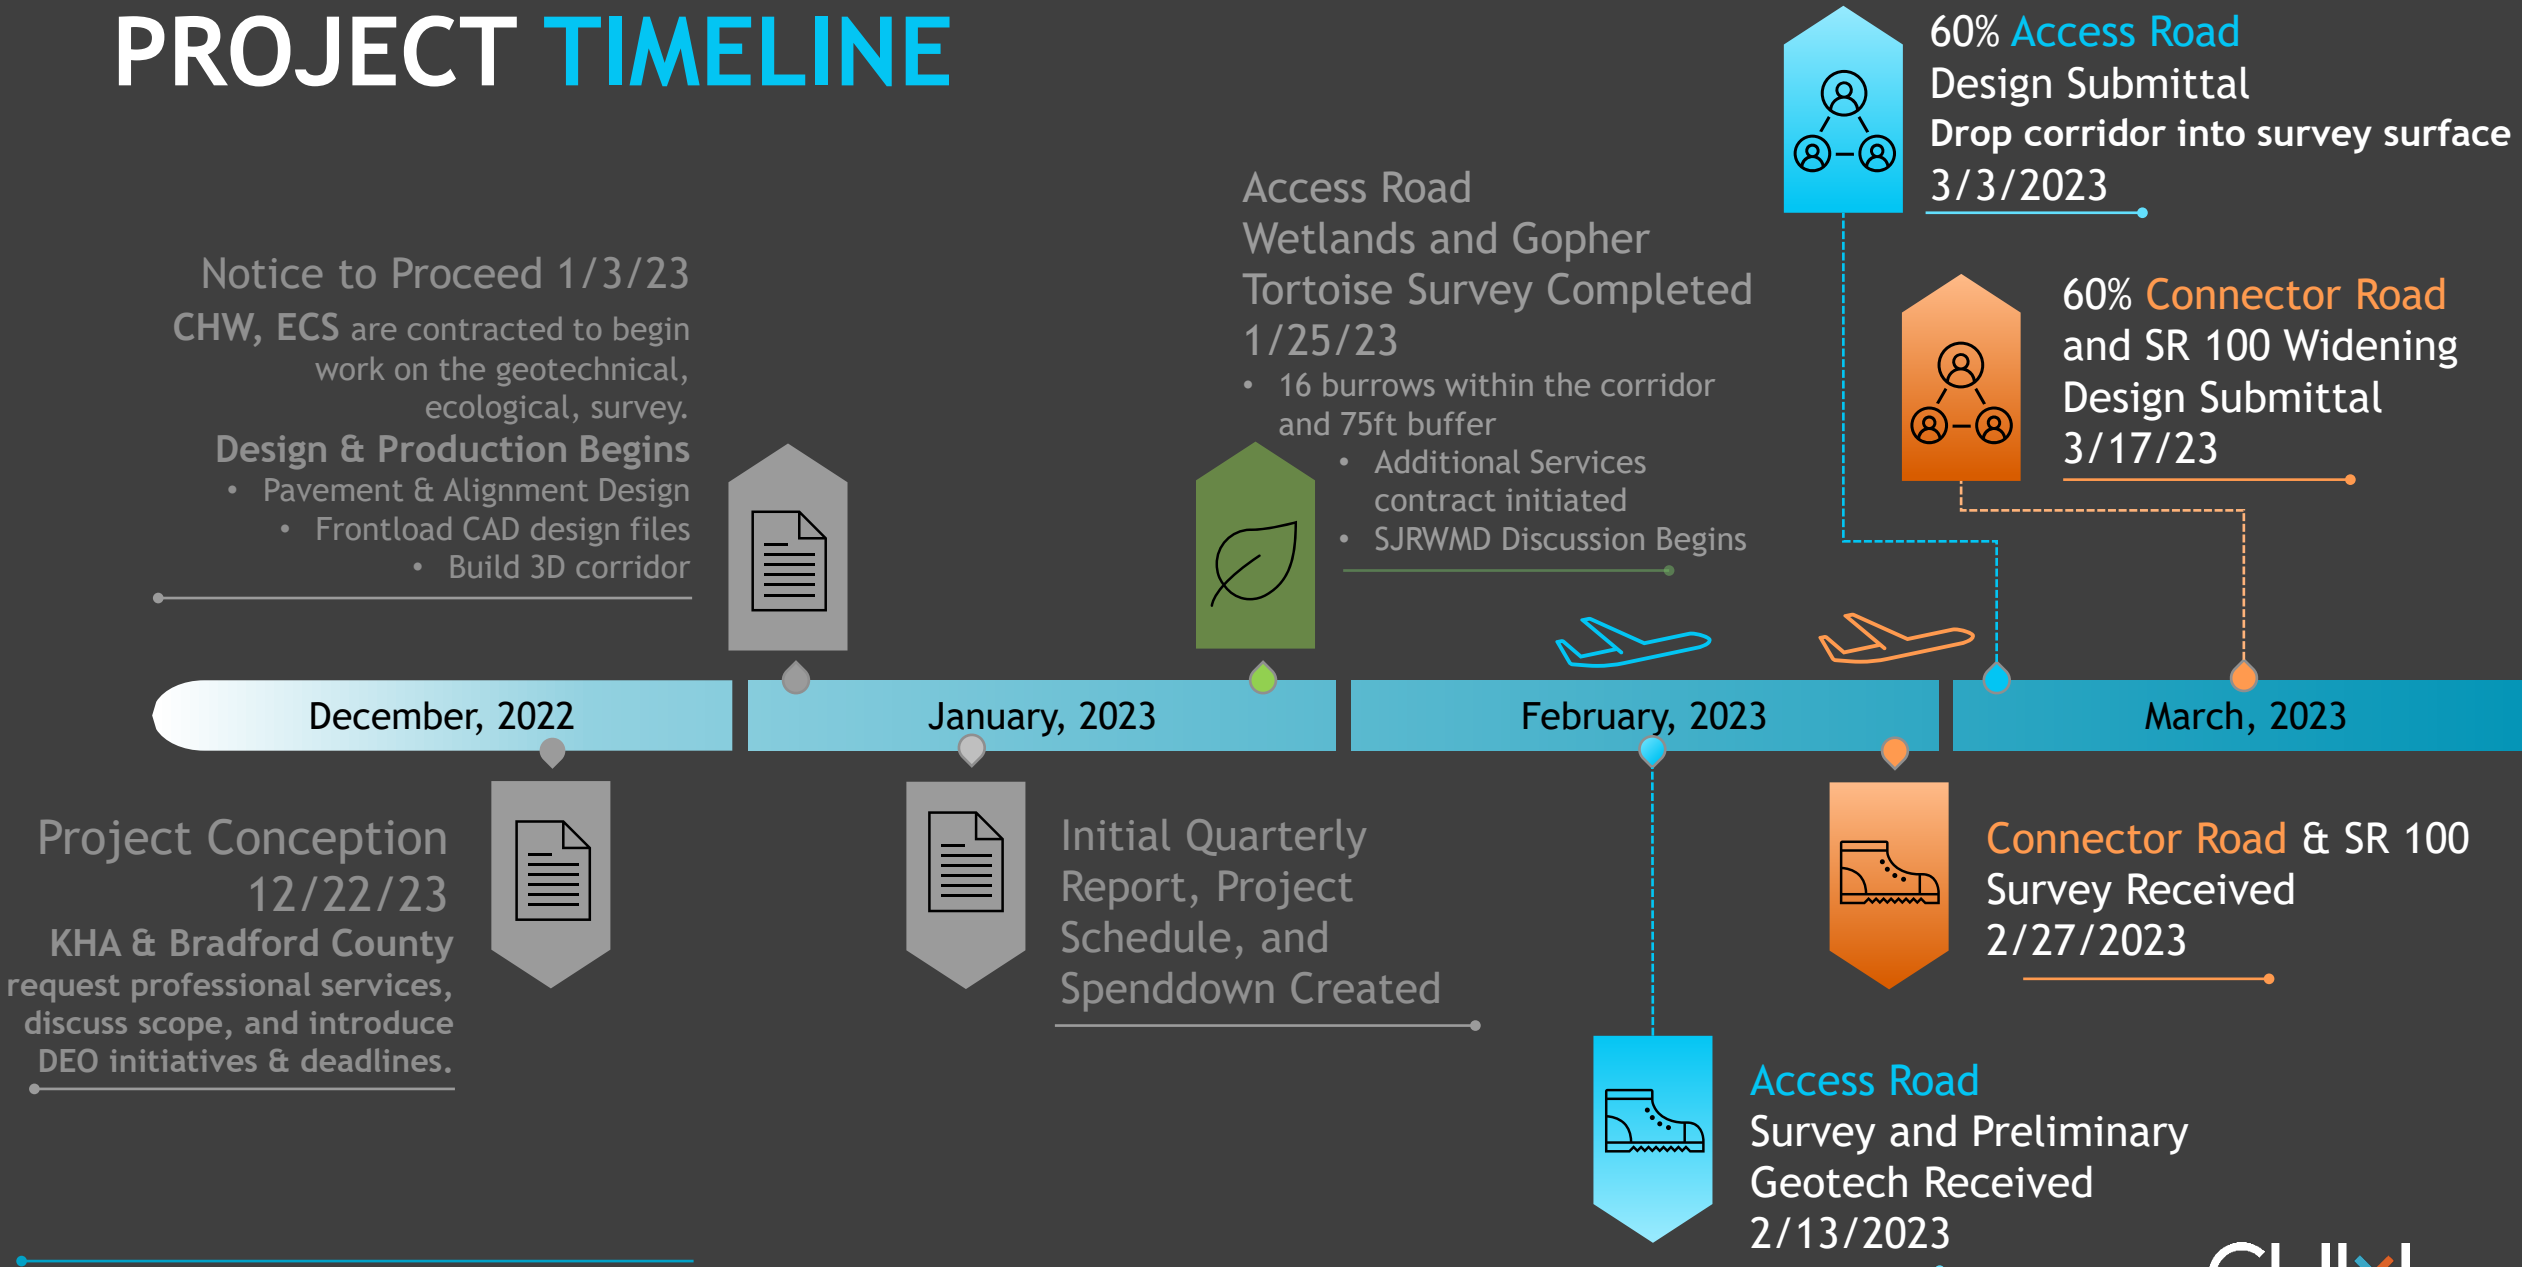 PROJECT TIMELINE
Notice to Proceed 1/3/23
CHW, ECS are contracted to begin
work on the geotechnical,
ecological, survey.
Design & Production Begins
• Pavement & Alignment Design
• Frontload CAD design files
• Build 3D corridor
Access Road
Wetlands and Gopher
Tortoise Survey Completed
1/25/23
• 16 burrows within the corridor
and 75ft buffer
• Additional Services
contract initiated
• SJRWMD Discussion Begins
60% Access Road
Design Submittal
Drop corridor into survey surface
3/3/2023
60% Connector Road
and SR 100 Widening
Design Submittal
3/17/23
December, 2022
January, 2023
February, 2023
March, 2023
Project Conception
12/22/23
KHA & Bradford County
request professional services,
discuss scope, and introduce
DEO initiatives & deadlines.
Initial Quarterly
Report, Project
Schedule, and
Spenddown Created
Access Road
Survey and Preliminary
Geotech Received
2/13/2023
Connector Road & SR 100
Survey Received
2/27/2023